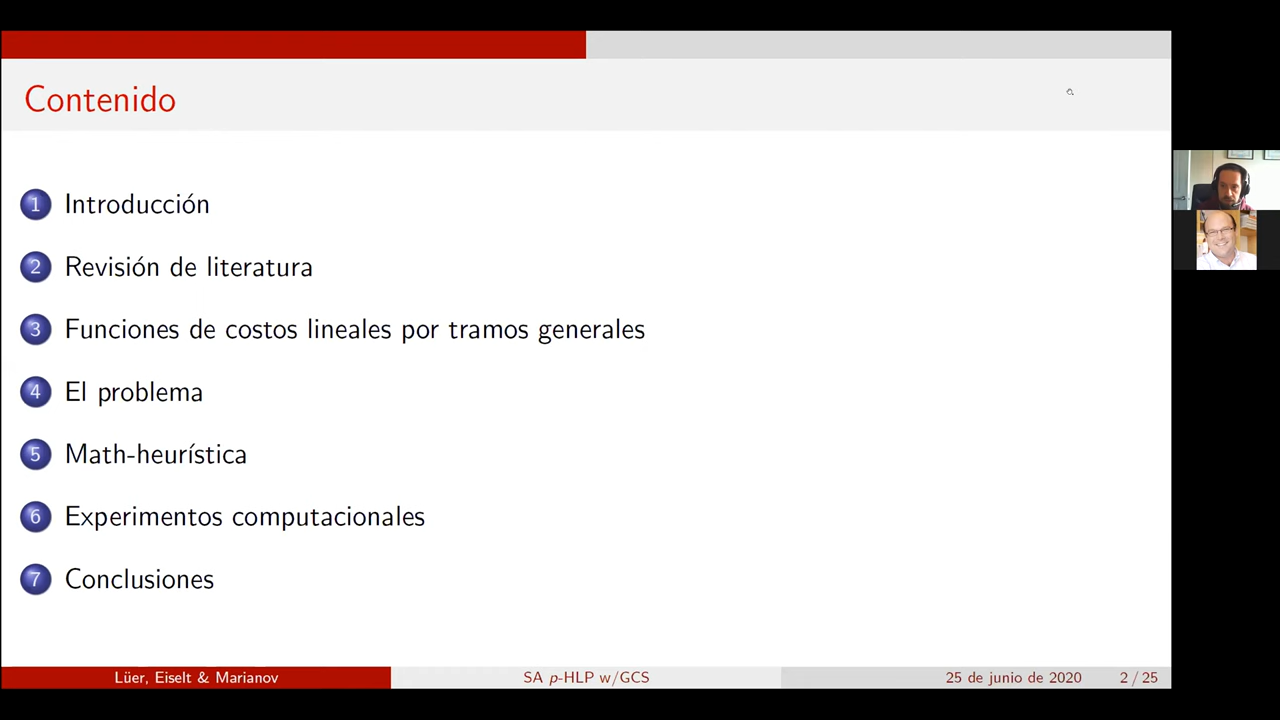 Contenido
1 Introducción
2 Revisión de literatura
3 Funciones de costos lineales por tramos generales
4 El problema
5 Math-heurística
6 Experimentos computacionales
7 Conclusiones
Lüer, Eiselt & Marianov SA p-HLP w/GCS 25 de junio de 2020 2 / 25